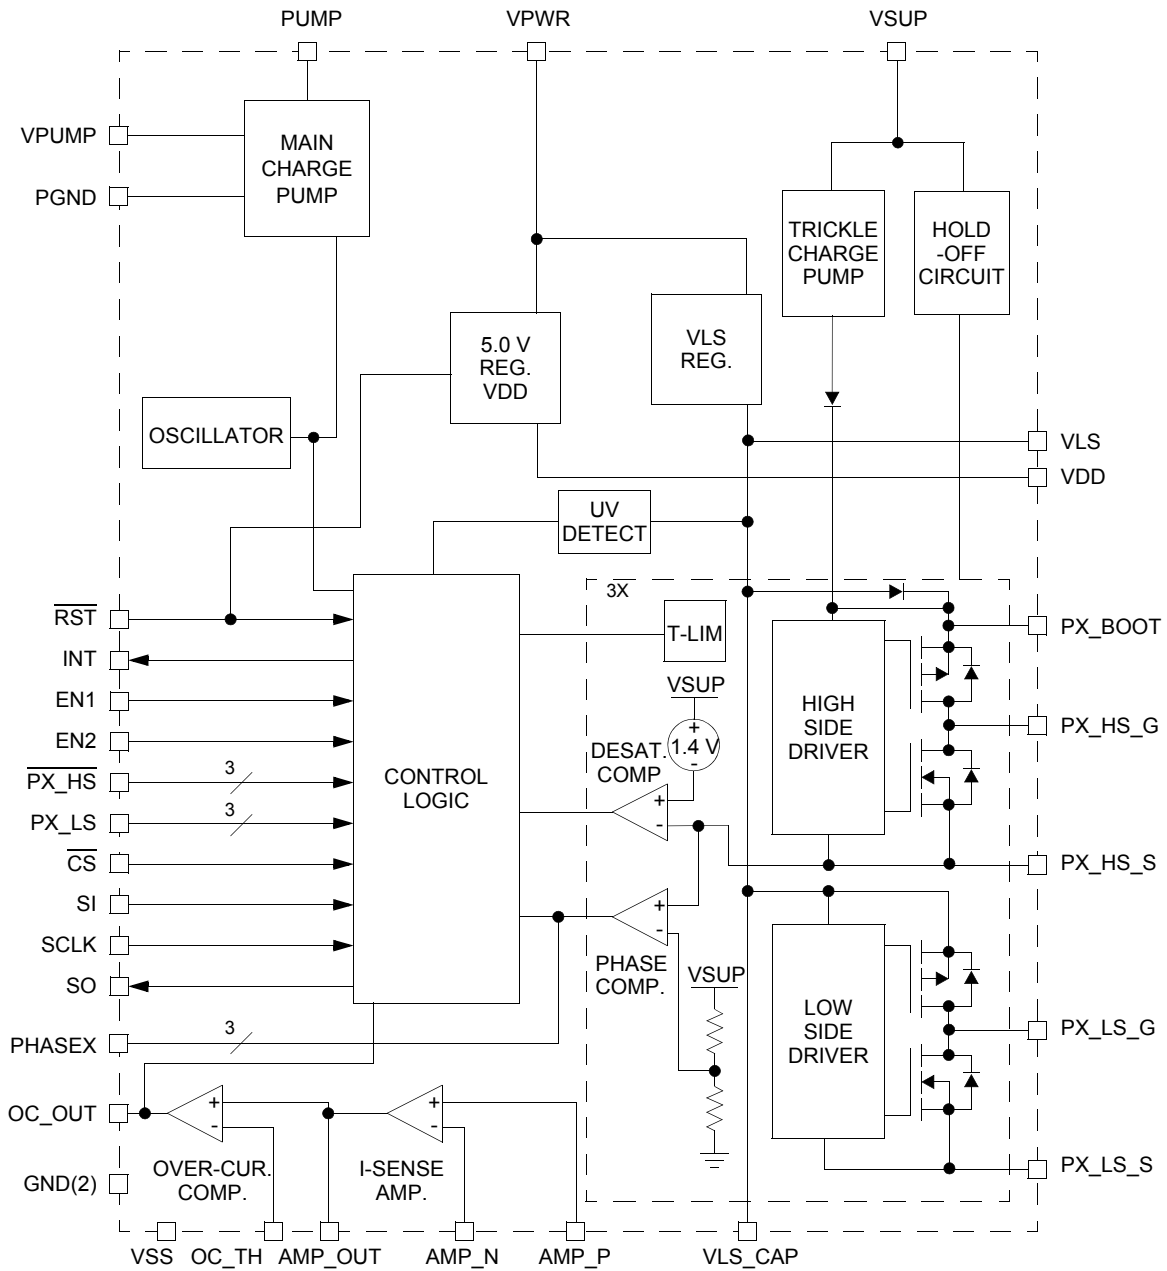 PUMP
VPWR
VSUP
VPUMP
PGND
MAIN
CHARGE
PUMP
TRICKLE
CHARGE
PUMP
HOLD
-OFF
CIRCUIT
5.0 V
REG.
VDD
VLS
REG.
OSCILLATOR
VLS
VDD
UV
DETECT
3X
RST
INT
EN1
EN2
PX_HS
3
PX_LS
3
CS
SI
SCLK
SO
PHASEX
3
OC_OUT
GND(2)
CONTROL
LOGIC
T-LIM
VSUP
+
1.4 V
-
DESAT.
COMP
+
-
+
-
PHASE
COMP.
VSUP
HIGH
SIDE
DRIVER
LOW
SIDE
DRIVER
PX_BOOT
PX_HS_G
PX_HS_S
PX_LS_G
PX_LS_S
+
-
OVER-CUR.
COMP.
+
-
I-SENSE
AMP.
VSS
OC_TH
AMP_OUT
AMP_N
AMP_P
VLS_CAP